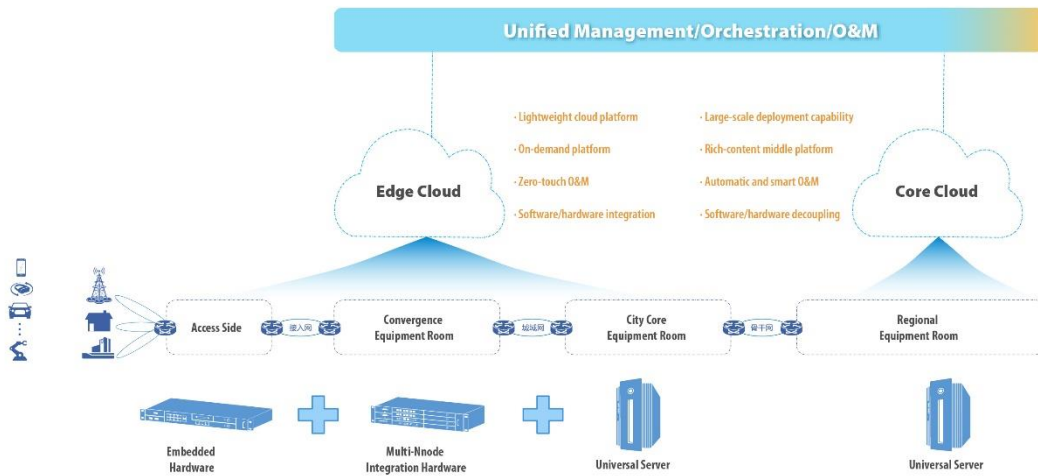 Unified Management/Orchestration/O&M
· Lightweight cloud platform
· On-demand platform
· Zero-touch O&M
· Software/hardware integration
· Large-scale deployment capability
· Rich-content middle platform
· Automatic and smart O&M
· Software/hardware decoupling
Edge Cloud
Core Cloud
Access Side
接入网
Convergence
Equipment Room
城域网
City Core
Equipment Room
骨干网
Regional
Equipment Room
Embedded
Hardware
Multi-Nnode
Integration Hardware
Universal Server
Universal Server